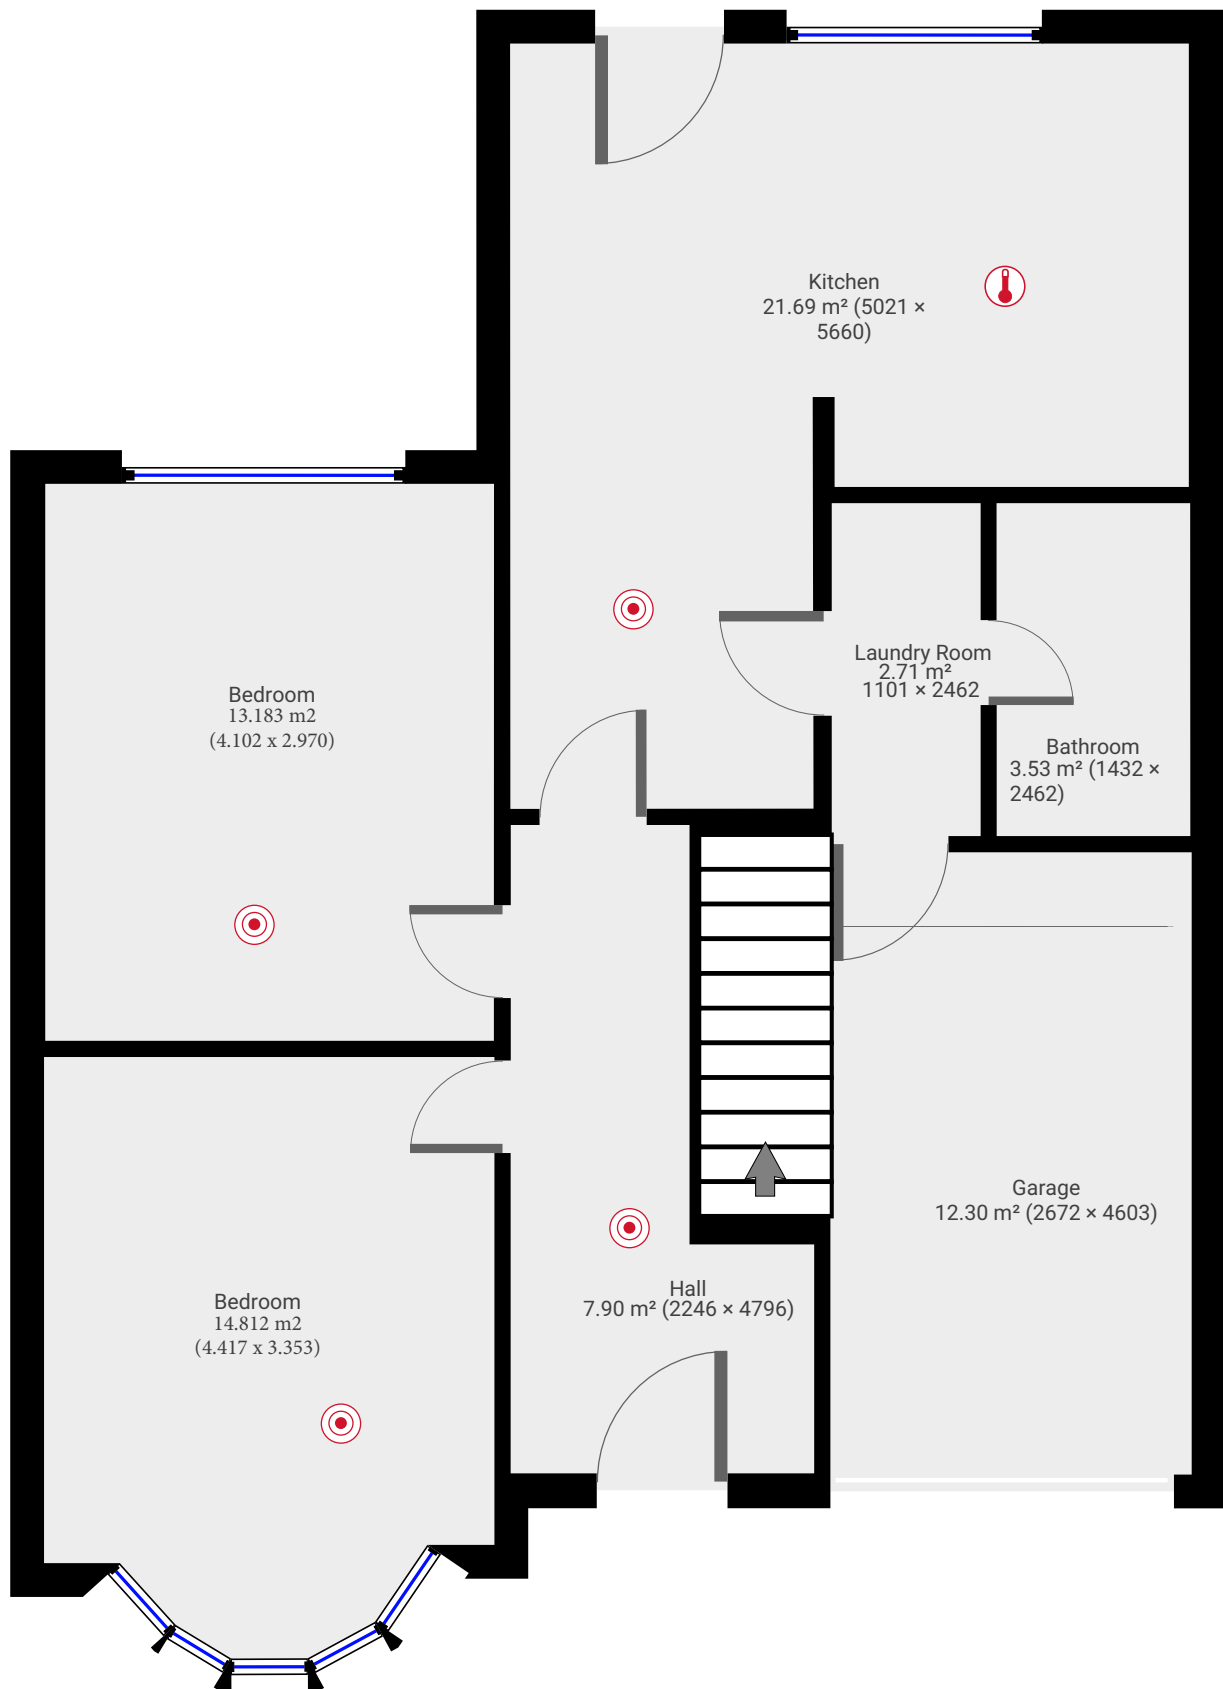 Kitchen
21.69 m² (5021 ×
5660)
Laundry Room
2.71 m²
1101 × 2462
Bedroom
13.183 m2
(4.102 x 2.970)
Bathroom
3.53 m² (1432 ×
2462)
Garage
12.30 m² (2672 × 4603)
Hall
7.90 m² (2246 × 4796)
Bedroom
14.812 m2
(4.417 x 3.353)